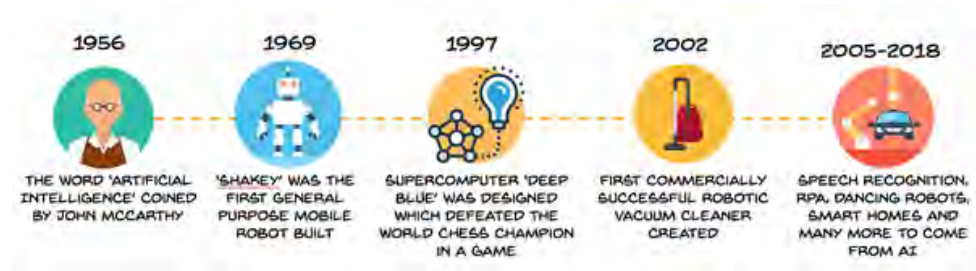 1956
THE WORD 'ARTIFICIAL
INTELLIGENCE' COINED
BY JOHN MCCARTHY
1969
'SHAKEY' WAS THE
FIRST GENERAL
PURPOSE MOBILE
ROBOT BUILT
1997
SUPERCOMPUTER 'DEEP
BLUE' WAS DESIGNED
WHICH DEFEATED THE
WORLD CHESS CHAMPION
IN A GAME
2002
FIRST COMMERCIALLY
SUCCESSFUL ROBOTIC
VACUUM CLEANER
CREATED
2005-2018
SPEECH RECOGNITION,
RPA, DANCING ROBOTS,
SMART HOMES AND
MANY MORE TO COME
FROM AI